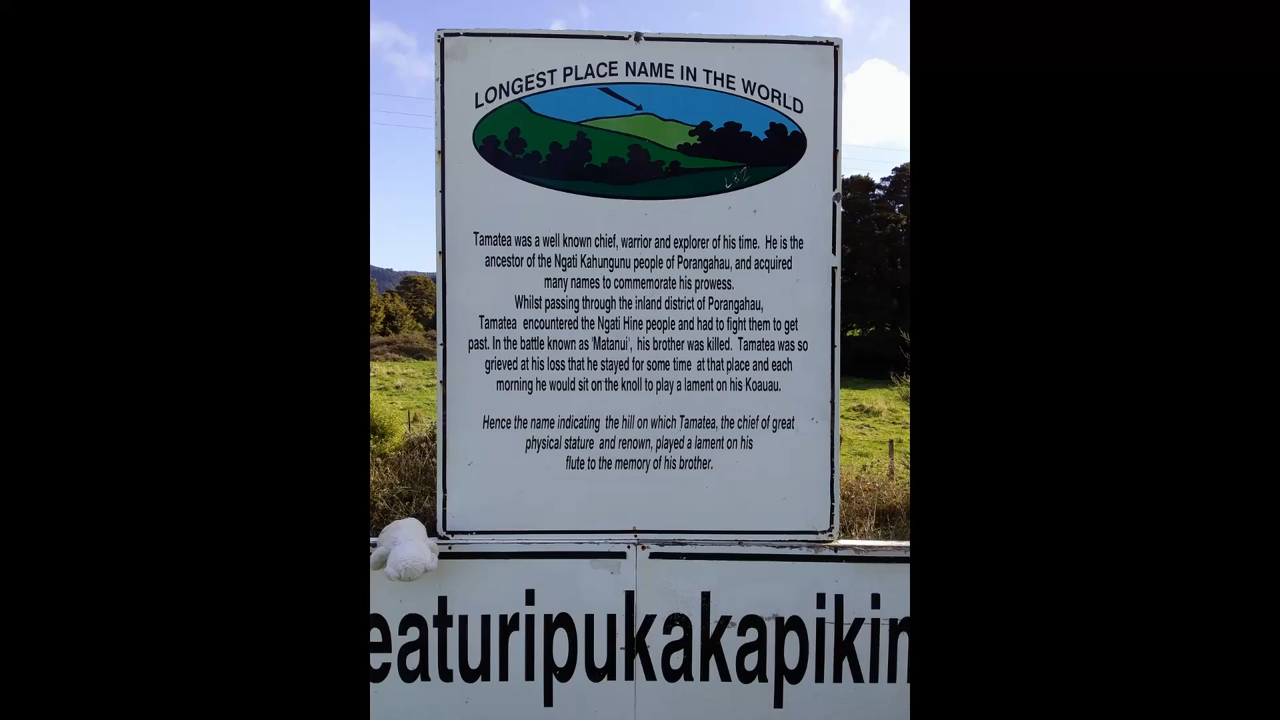 LONGEST PLACE NAME IN THE WORLD
L&Z
Tamatea was a well known chief, warrior and explorer of his time. He is the
ancestor of the Ngati Kahungunu people of Porangahau, and acquired
many names to commemorate his prowess.
Whilst passing through the inland district of Porangahau,
Tamatea encountered the Ngati Hine people and had to fight them to get
past. In the battle known as 'Matanui', his brother was killed. Tamatea was so
grieved at his loss that he stayed for some time at that place and each
morning he would sit on the knoll to play a lament on his Koauau.
Hence the name indicating the hill on which Tamatea, the chief of great
physical stature and renown, played a lament on his
flute to the memory of his brother.
eaturipukakapikin